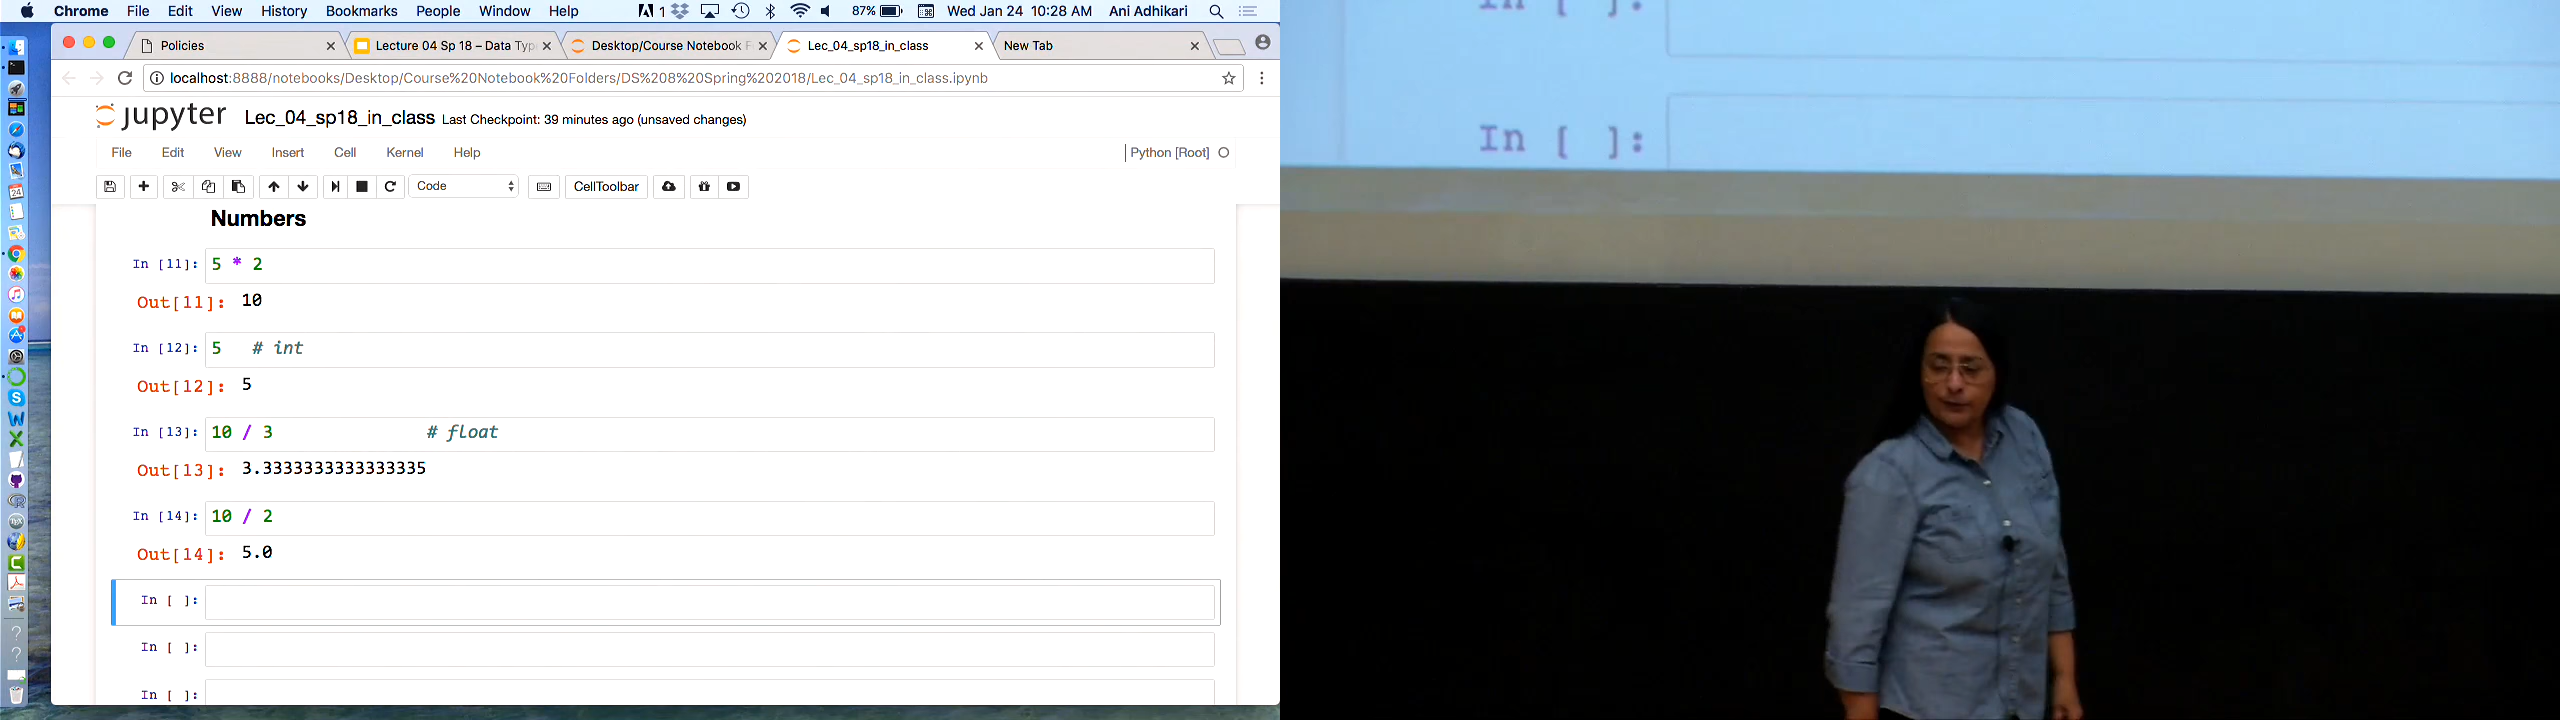 Chrome File Edit View History Bookmarks People Window Help 1 87% Wed Jan 24 10:28 AM Ani Adhikari
Policies Lecture 04 Sp 18 – Data Typ Desktop/Course Notebook F Lec_04_sp18_in_class New Tab
localhost:8888/notebooks/Desktop/Course%20Notebook%20Folders/DS%208%20Spring%202018/Lec_04_sp18_in_class.ipynb
jupyter Lec_04_sp18_in_class Last Checkpoint: 39 minutes ago (unsaved changes)
File Edit View Insert Cell Kernel Help Python [Root]
Code CellToolbar
Numbers
In [11]: 5 * 2
Out[11]: 10
In [12]: 5 # int
Out[12]: 5
In [13]: 10 / 3 # float
Out[13]: 3.3333333333333335
In [14]: 10 / 2
Out[14]: 5.0
In [ ]:
In [ ]:
In [ ]:
In [ ]:
In [ ]: